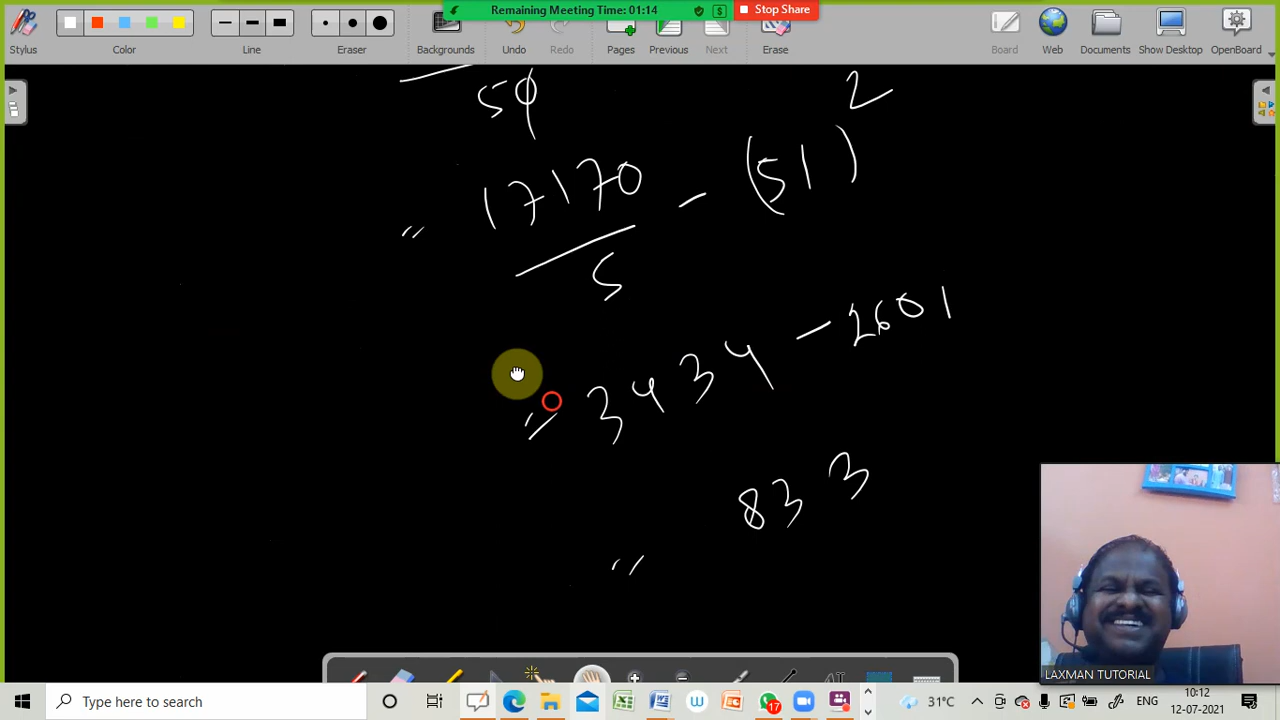 Remaining Meeting Time: 01:14
Stop Share
Stylus Color Line Eraser Backgrounds Undo Redo Pages Previous Next Erase Board Web Documents Show Desktop OpenBoard
50
= 17170/5 - (51)²
= 3434 - 2601
= 833
LAXMAN TUTORIAL
Type here to search
17
31°C
ENG
10:12
12-07-2021